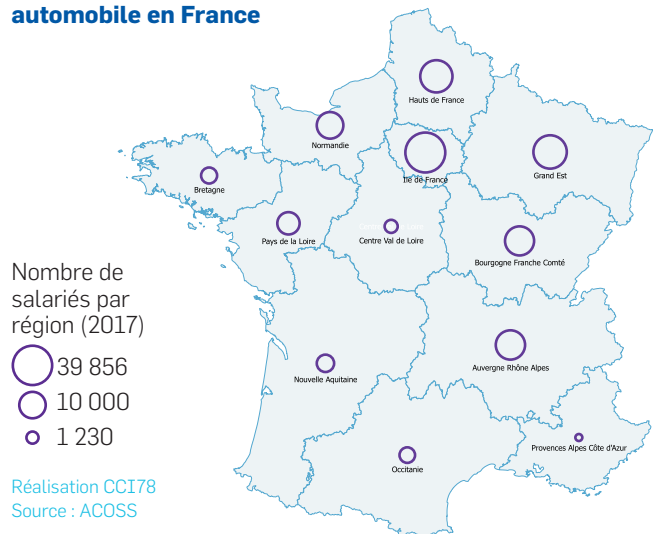 automobile en France
Hauts de France
Normandie
Ile de France
Grand Est
Bretagne
Pays de la Loire
Centre Val de Loire
Bourgogne Franche Comté
Nombre de
salariés par
région (2017)
39 856
10 000
1 230
Auvergne Rhône Alpes
Nouvelle Aquitaine
Provences Alpes Côte d'Azur
Occitanie
Réalisation CCI78
Source : ACOSS